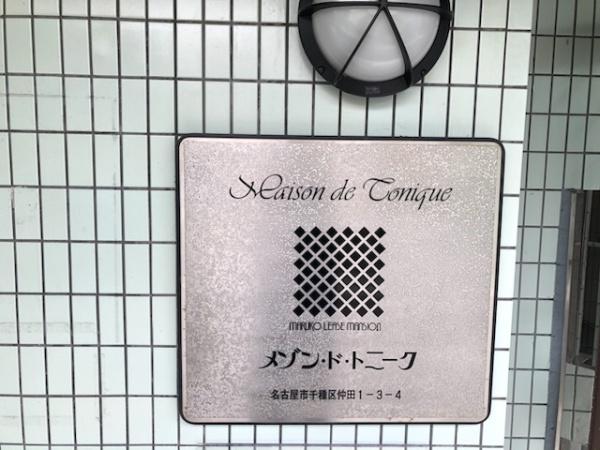 Maison de Tonique
MARUKO LEASE MANSION
メゾン・ド・トニーク
名古屋市千種区仲田1-3-4